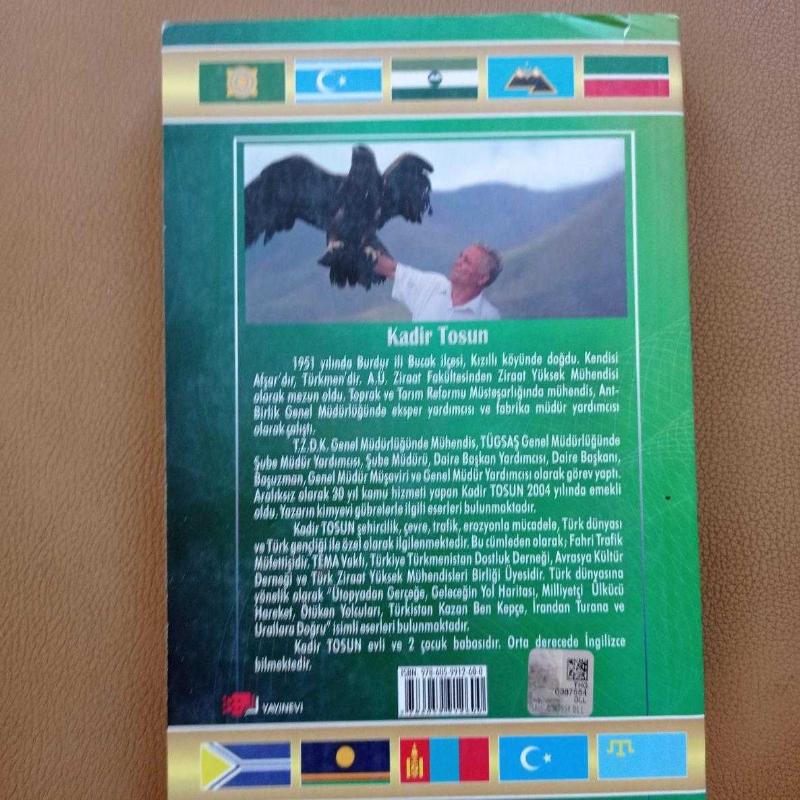 Kadir Tosun
1951 yılında Burdur ili Bucak ilçesi, Kızıllı köyünde doğdu. Kendisi
Afşar'dır, Türkmen'dir. A.Ü. Ziraat Fakültesinden Ziraat Yüksek Mühendisi
olarak mezun oldu. Toprak ve Tarım Reformu Müsteşarlığında mühendis, Ant-
Birlik Genel Müdürlüğünde eksper yardımcısı ve fabrika müdür yardımcısı
olarak çalıştı.
T.Z.D.K. Genel Müdürlüğünde Mühendis, TÜGSAŞ Genel Müdürlüğünde
Şube Müdür Yardımcısı, Şube Müdürü, Daire Başkan Yardımcısı, Daire Başkanı,
Başuzman, Genel Müdür Müşaviri ve Genel Müdür Yardımcısı olarak görev yaptı.
Aralıksız olarak 30 yıl kamu hizmeti yapan Kadir TOSUN 2004 yılında emekli
oldu. Yazarın kimyevi gübrelerle ilgili eserleri bulunmaktadır.
Kadir TOSUN şehircilik, çevre, trafik, erozyonla mücadele, Türk dünyası
ve Türk gençliği ile özel olarak ilgilenmektedir. Bu cümleden olarak; Fahri Trafik
Müfettişidir, TEMA Vakfı, Türkiye Türkmenistan Dostluk Derneği, Avrasya Kültür
Derneği ve Türk Ziraat Yüksek Mühendisleri Birliği Üyesidir. Türk dünyasına
yönelik olarak "Ütopyadan Gerçeğe, Geleceğin Yol Haritası, Milliyetçi Ülkücü
Hareket, Ötüken Yolcuları, Türkistan Kazan Ben Kepçe, İrandan Turana ve
Urallara Doğru" isimli eserleri bulunmaktadır.
Kadir TOSUN evli ve 2 çocuk babasıdır. Orta derecede İngilizce
bilmektedir.
ISBN 978-605-9912-60-0
YAYINEVİ
0387554
BLL